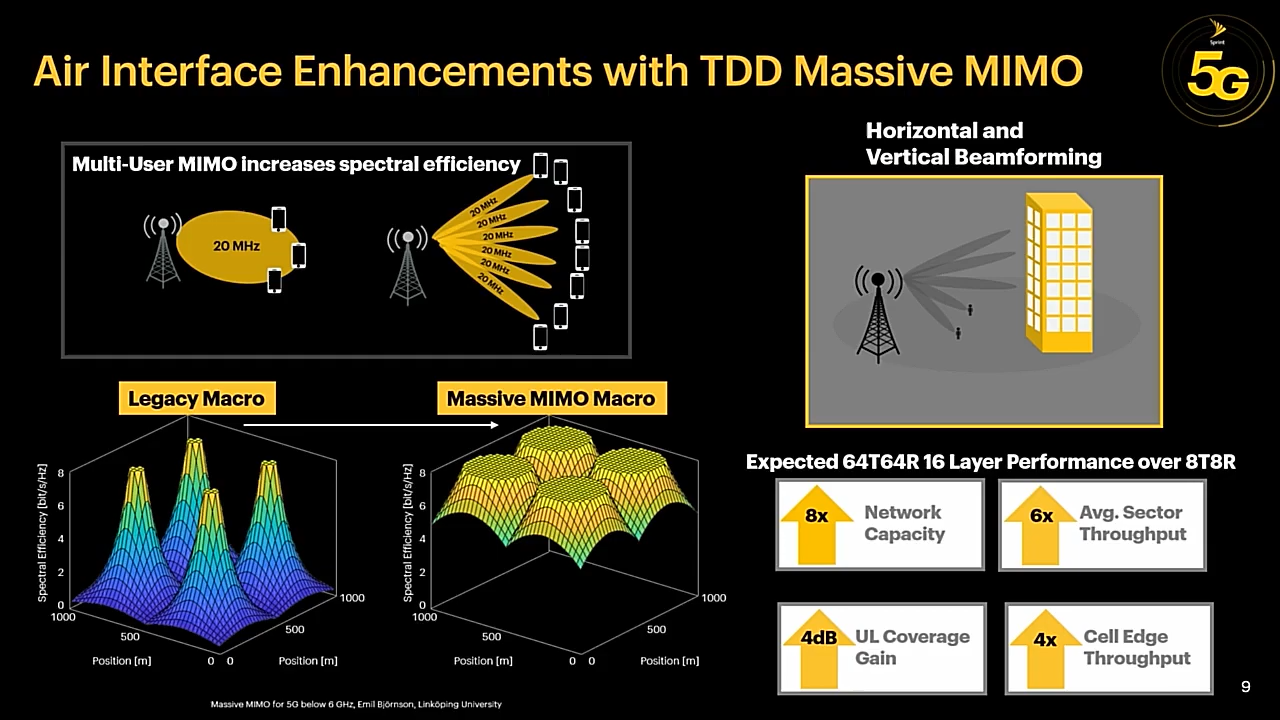 Air Interface Enhancements with TDD Massive MIMO
Sprint
5G
Multi-User MIMO increases spectral efficiency
20 MHz
20 MHz
20 MHz
20 MHz
20 MHz
20 MHz
20 MHz
Horizontal and
Vertical Beamforming
Legacy Macro
Massive MIMO Macro
Spectral Efficiency [bit/s/Hz]
8
6
4
2
0
1000
500
0
0
500
1000
Position [m]
Position [m]
Spectral Efficiency [bit/s/Hz]
8
6
4
2
0
1000
500
0
0
500
1000
Position [m]
Position [m]
Expected 64T64R 16 Layer Performance over 8T8R
8x
Network
Capacity
6x
Avg. Sector
Throughput
4dB
UL Coverage
Gain
4x
Cell Edge
Throughput
Massive MIMO for 5G below 6 GHz, Emil Björnson, Linköping University
9